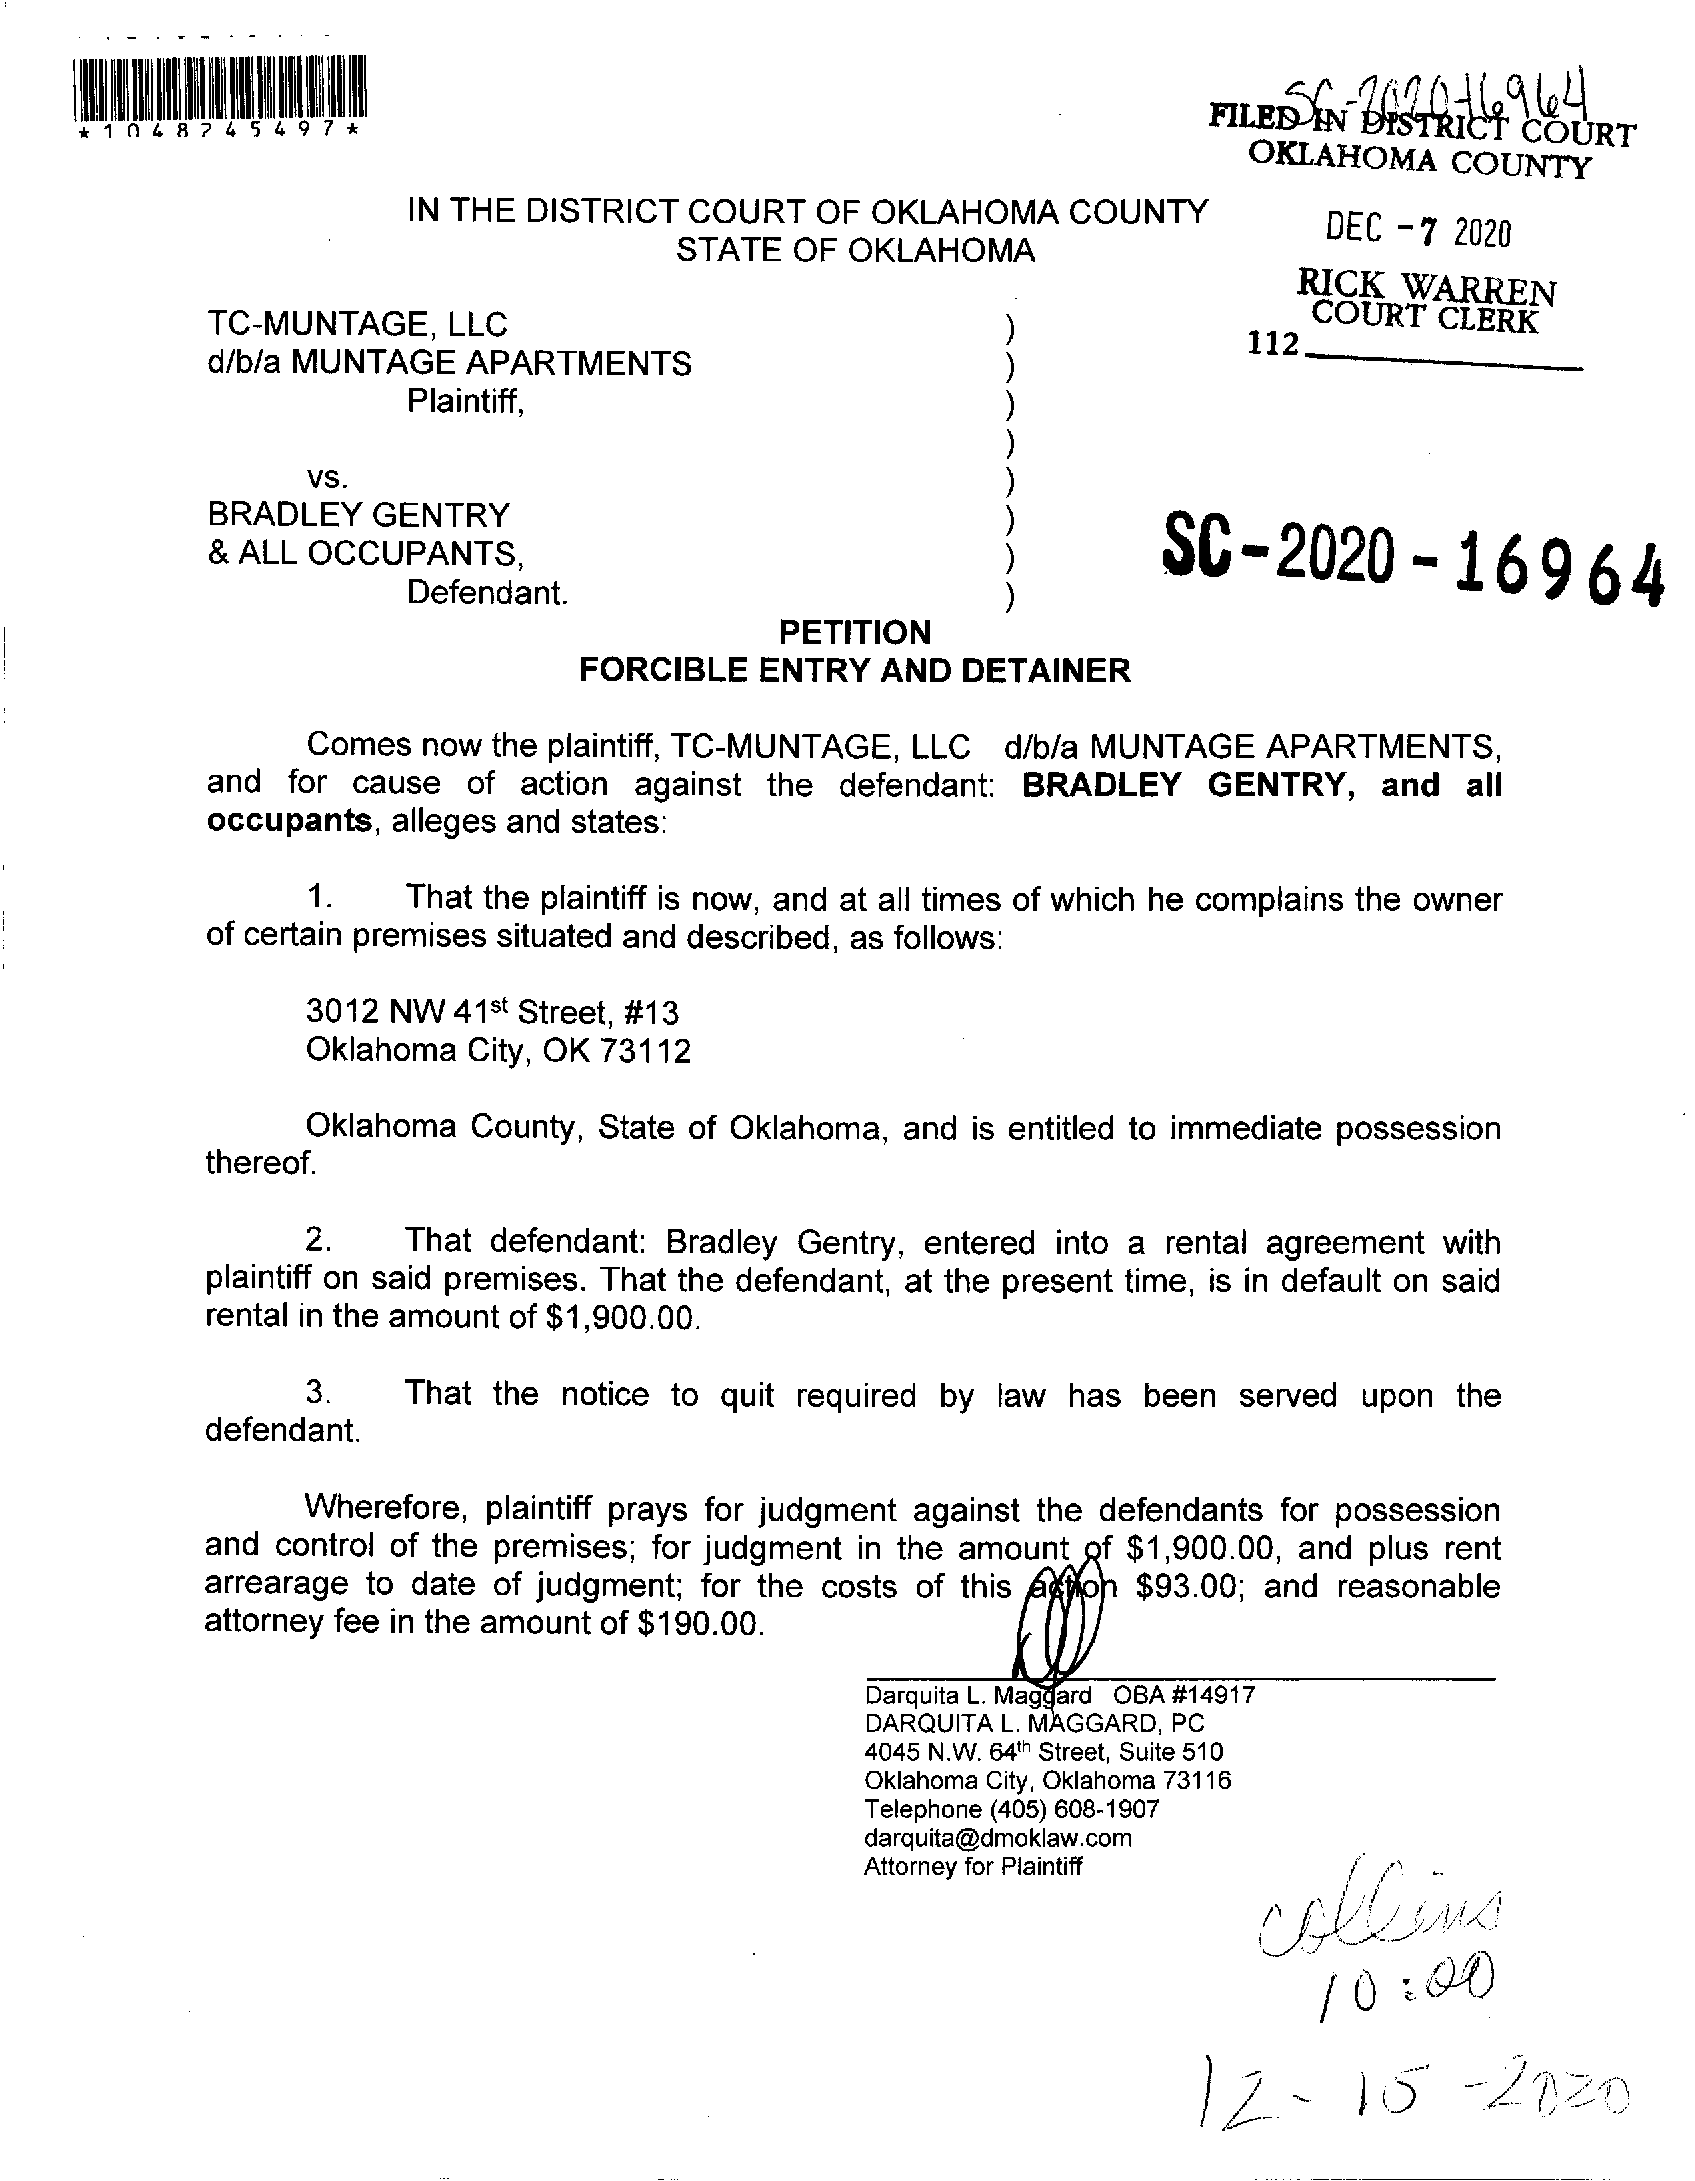 *1048745497*
SC-2020-16964
FILED IN DISTRICT COURT
OKLAHOMA COUNTY
DEC -7 2020
RICK WARREN
COURT CLERK
112
IN THE DISTRICT COURT OF OKLAHOMA COUNTY
STATE OF OKLAHOMA
TC-MUNTAGE, LLC )
d/b/a MUNTAGE APARTMENTS )
Plaintiff, )
)
vs. )
BRADLEY GENTRY )
& ALL OCCUPANTS, )
Defendant. )
SC-2020-16964
PETITION
FORCIBLE ENTRY AND DETAINER
Comes now the plaintiff, TC-MUNTAGE, LLC d/b/a MUNTAGE APARTMENTS,
and for cause of action against the defendant: BRADLEY GENTRY, and all
occupants, alleges and states:
1. That the plaintiff is now, and at all times of which he complains the owner
of certain premises situated and described, as follows:
3012 NW 41st Street, #13
Oklahoma City, OK 73112
Oklahoma County, State of Oklahoma, and is entitled to immediate possession
thereof.
2. That defendant: Bradley Gentry, entered into a rental agreement with
plaintiff on said premises. That the defendant, at the present time, is in default on said
rental in the amount of $1,900.00.
3. That the notice to quit required by law has been served upon the
defendant.
Wherefore, plaintiff prays for judgment against the defendants for possession
and control of the premises; for judgment in the amount of $1,900.00, and plus rent
arrearage to date of judgment; for the costs of this action $93.00; and reasonable
attorney fee in the amount of $190.00.
Darquita L. Maggard OBA #14917
DARQUITA L. MAGGARD, PC
4045 N.W. 64th Street, Suite 510
Oklahoma City, Oklahoma 73116
Telephone (405) 608-1907
darquita@dmoklaw.com
Attorney for Plaintiff
collins
10:00
12-15-2020